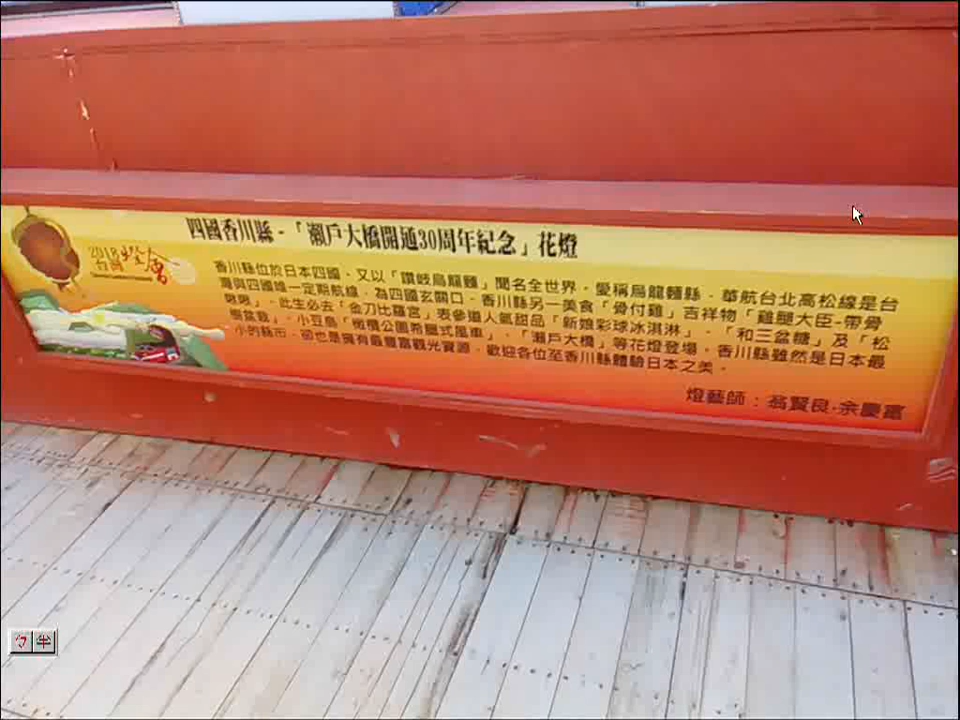 四國香川縣-「瀨戶大橋開通30周年紀念」花燈
2018
台灣燈會
香川縣位於日本四國，又以「讚岐烏龍麵」聞名全世界，愛稱烏龍麵縣，華航台北高松線是台
灣與四國唯一定期航線，為四國玄關口，香川縣另一美食「骨付雞」吉祥物「雞腿大臣-帶骨
啾啾」，此生必去「金刀比羅宮」表參道人氣甜品「新娘彩球冰淇淋」，「和三盆糖」及「松
樹盆栽」，小豆島「橄欖公園希臘式風車」，「瀨戶大橋」等花燈登場，香川縣雖然是日本最
小的縣市，卻也是擁有最豐富觀光資源，歡迎各位至香川縣體驗日本之美。
燈藝師：翁賢良·余慶富
ㄅ 半